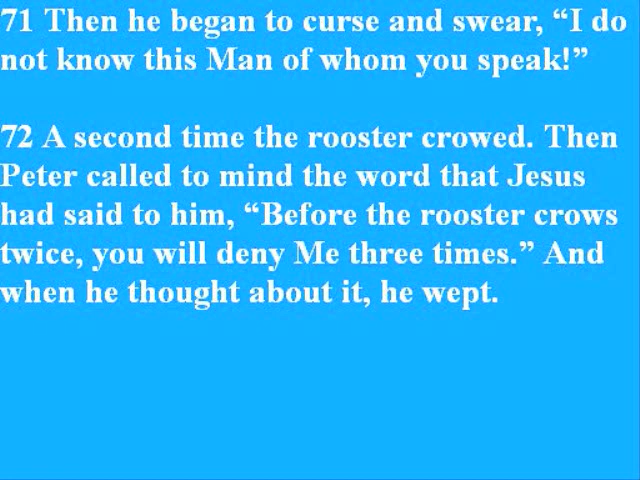 71 Then he began to curse and swear, “I do
not know this Man of whom you speak!”
72 A second time the rooster crowed. Then
Peter called to mind the word that Jesus
had said to him, “Before the rooster crows
twice, you will deny Me three times.” And
when he thought about it, he wept.